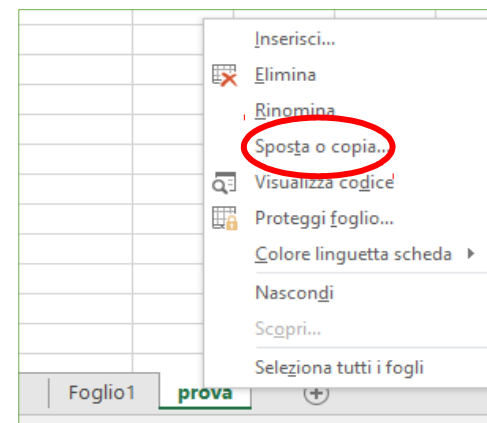 Inserisci...
Elimina
Rinomina
Sposta o copia...
Visualizza codice
Proteggi foglio...
Colore linguetta scheda
Nascondi
Scopri...
Seleziona tutti i fogli
Foglio1 prova